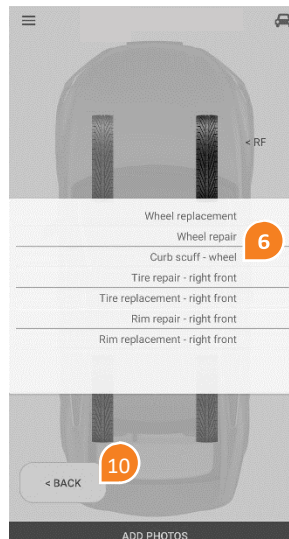 < RF
Wheel replacement
Wheel repair
6
Curb scuff - wheel
Tire repair - right front
Tire replacement - right front
Rim repair - right front
Rim replacement - right front
10
< BACK
ADD PHOTOS